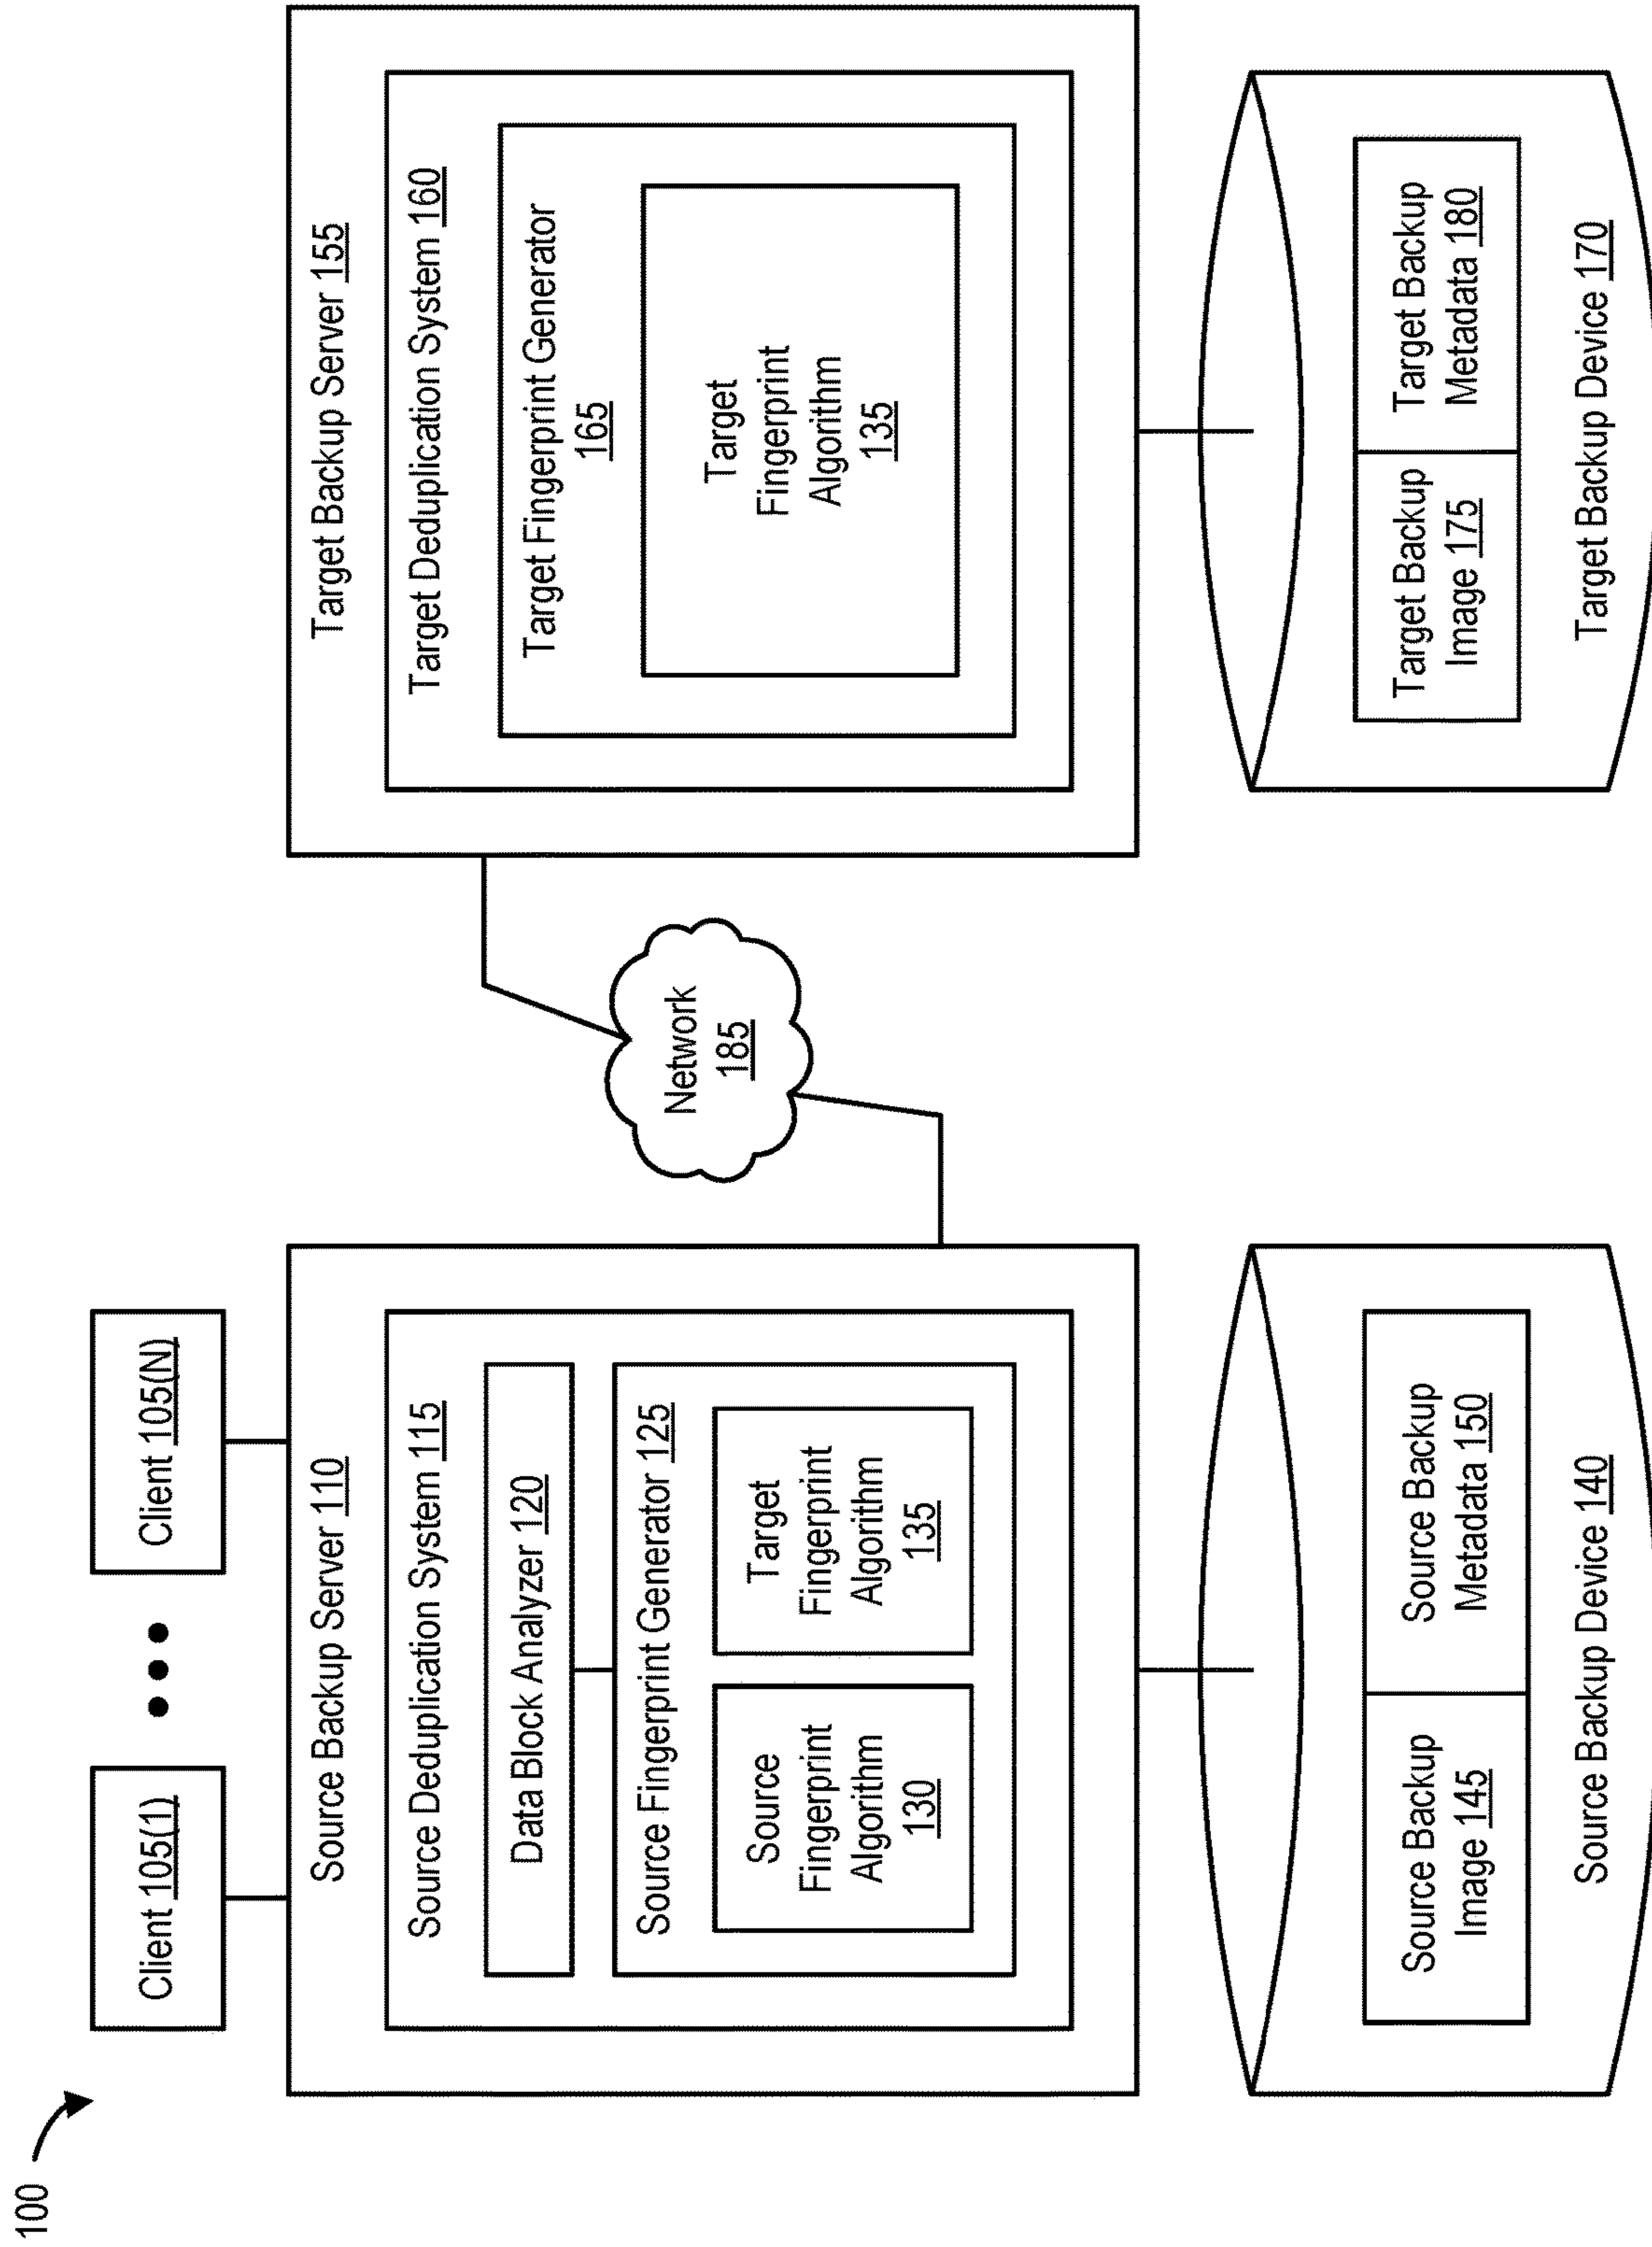 100
Client 105(1)
Client 105(N)
Source Backup Server 110
Source Deduplication System 115
Data Block Analyzer 120
Source Fingerprint Generator 125
Source
Fingerprint
Algorithm
130
Target
Fingerprint
Algorithm
135
Source Backup
Image 145
Source Backup
Metadata 150
Source Backup Device 140
Network
185
Target Backup Server 155
Target Deduplication System 160
Target Fingerprint Generator
165
Target
Fingerprint
Algorithm
135
Target Backup
Image 175
Target Backup
Metadata 180
Target Backup Device 170